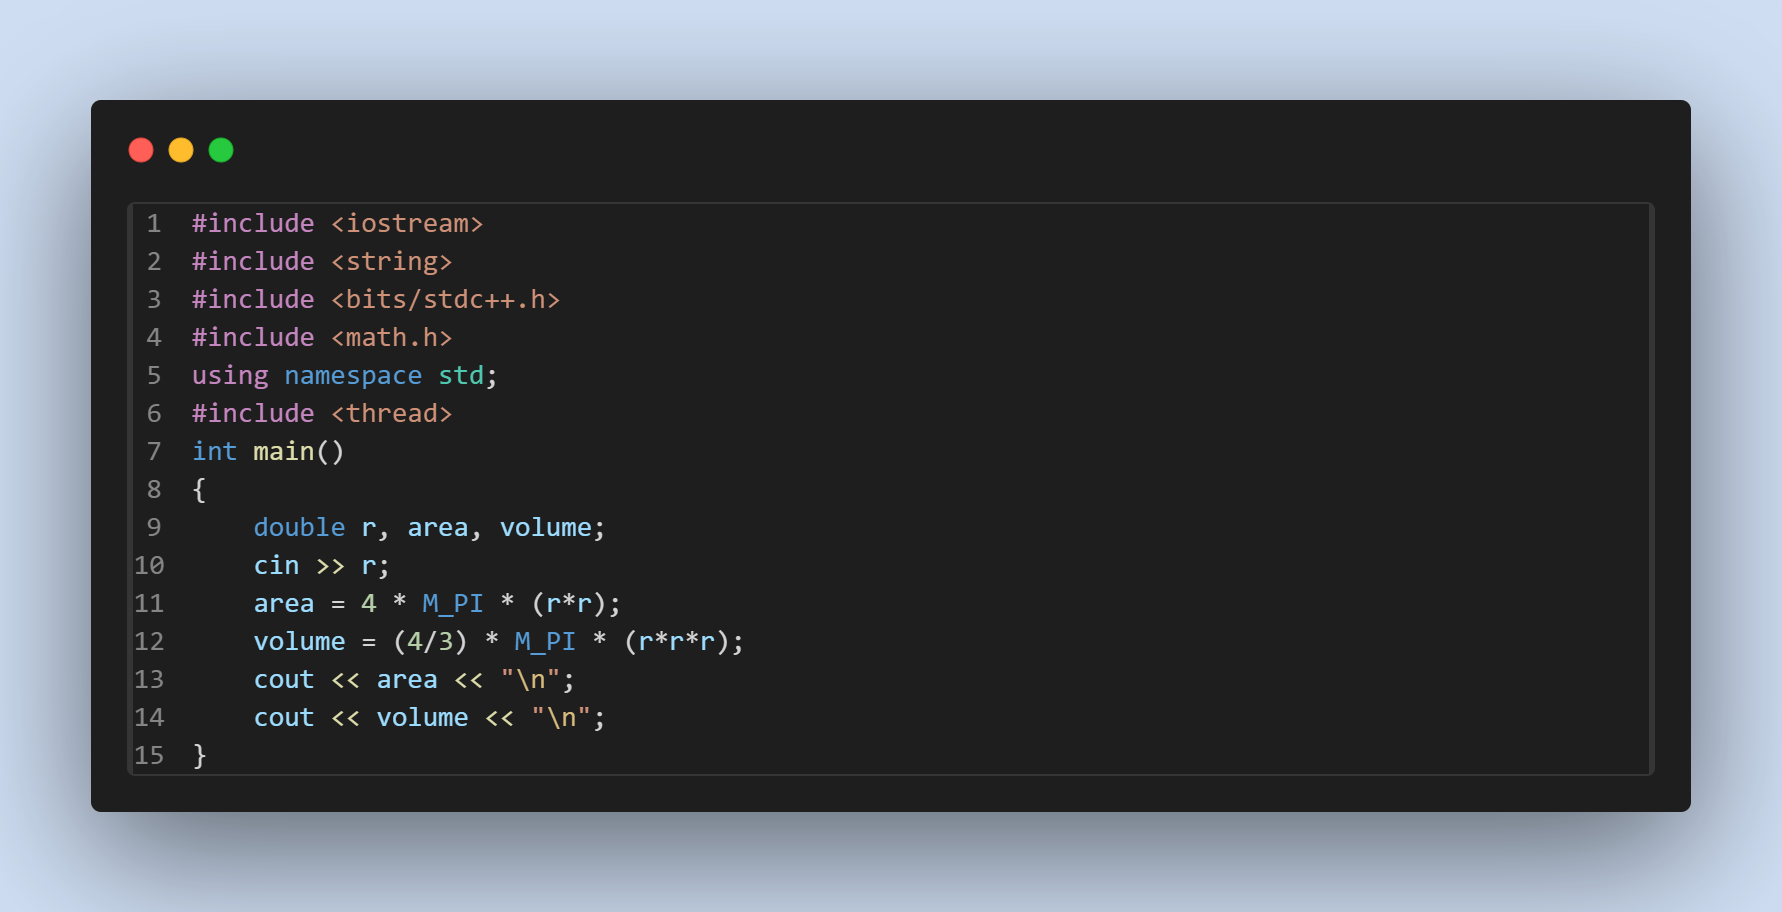 1 #include <iostream>
2 #include <string>
3 #include <bits/stdc++.h>
4 #include <math.h>
5 using namespace std;
6 #include <thread>
7 int main()
8 {
9     double r, area, volume;
10     cin >> r;
11     area = 4 * M_PI * (r*r);
12     volume = (4/3) * M_PI * (r*r*r);
13     cout << area << "\n";
14     cout << volume << "\n";
15 }